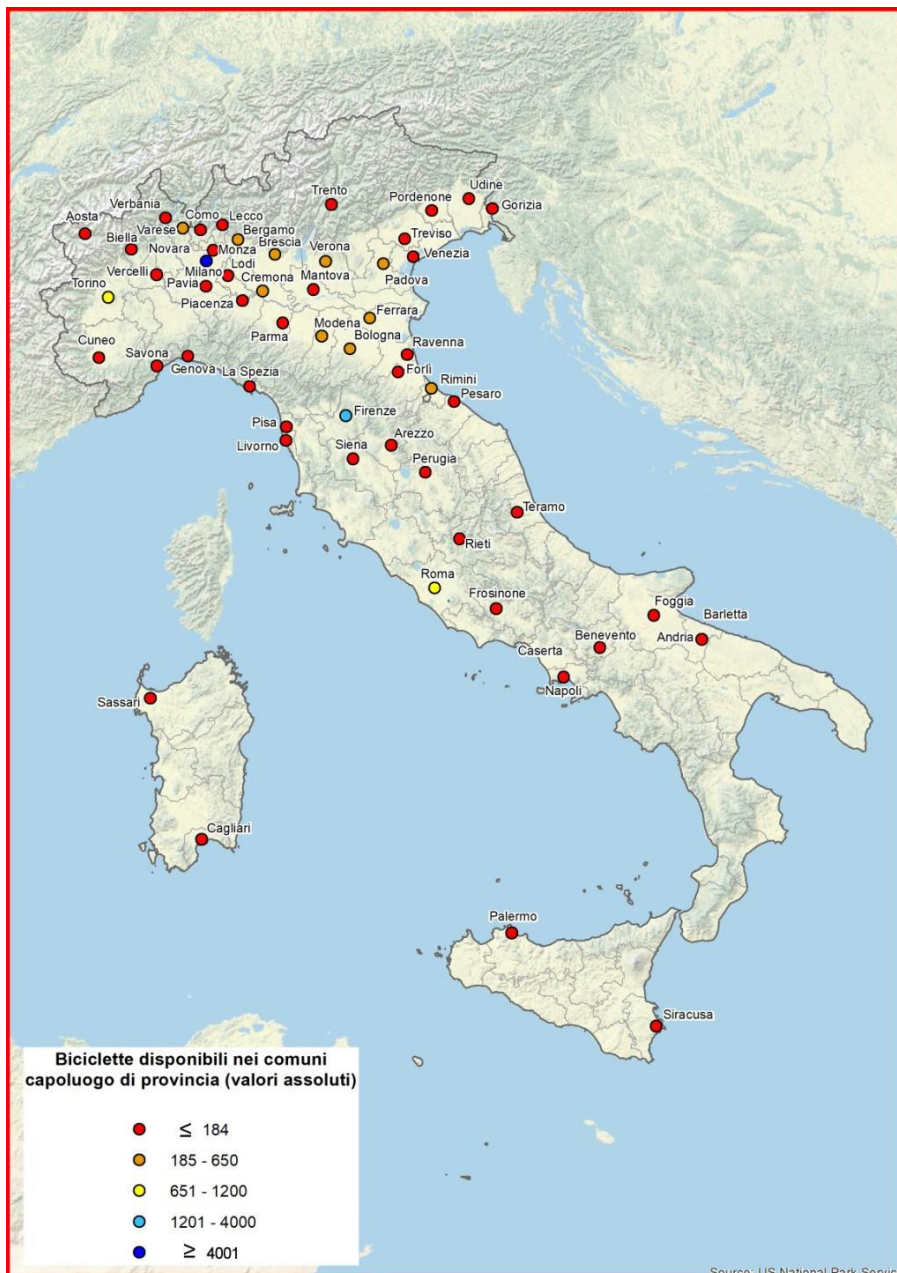 Trento
Pordenone
Udine
Gorizia
Verbania
Como
Lecco
Aosta
Varese
Bergamo
Treviso
Biella
Novara
Monza
Brescia
Verona
Venezia
Vercelli
Milano
Lodi
Torino
Pavia
Cremona
Mantova
Padova
Piacenza
Ferrara
Parma
Modena
Bologna
Cuneo
Savona
Genova
Ravenna
La Spezia
Forlì
Rimini
Pesaro
Firenze
Pisa
Livorno
Siena
Arezzo
Perugia
Teramo
Rieti
Roma
Frosinone
Foggia
Barletta
Benevento
Andria
Caserta
Napoli
Sassari
Cagliari
Palermo
Siracusa
Biciclette disponibili nei comuni
capoluogo di provincia (valori assoluti)
≤ 184
185 - 650
651 - 1200
1201 - 4000
≥ 4001
Source: US National Park Servic